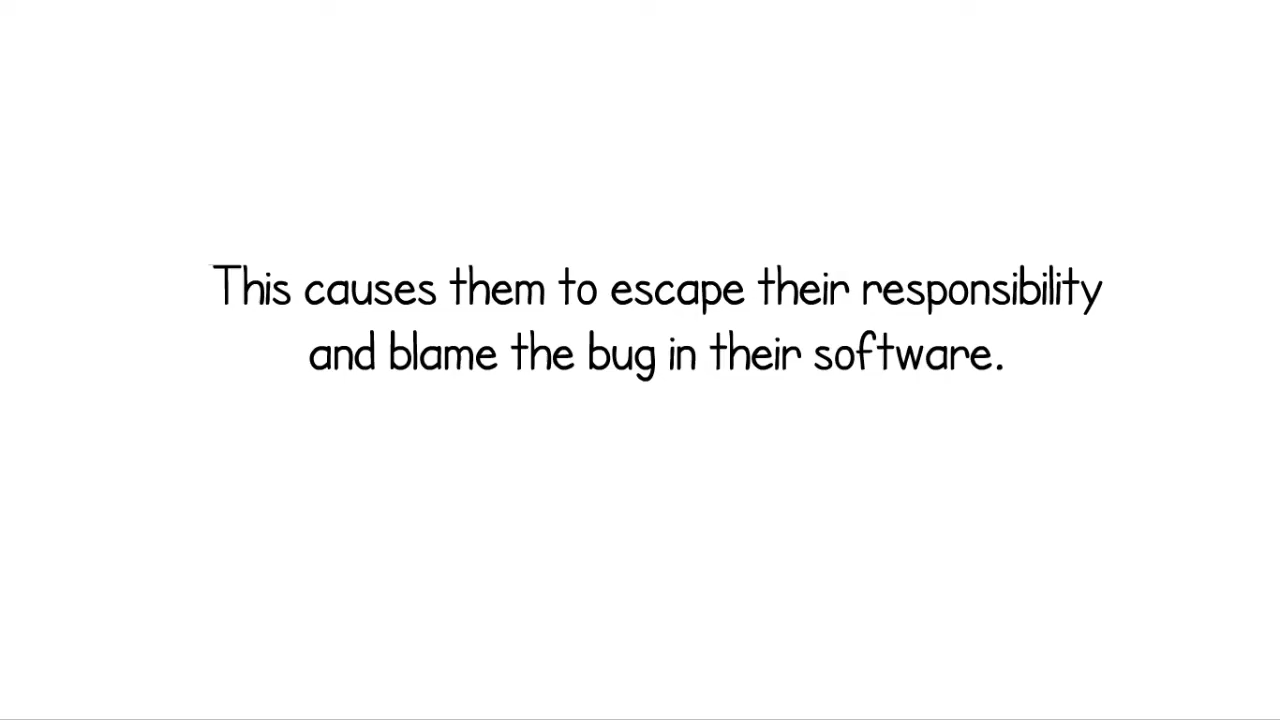 This causes them to escape their responsibility
and blame the bug in their software.